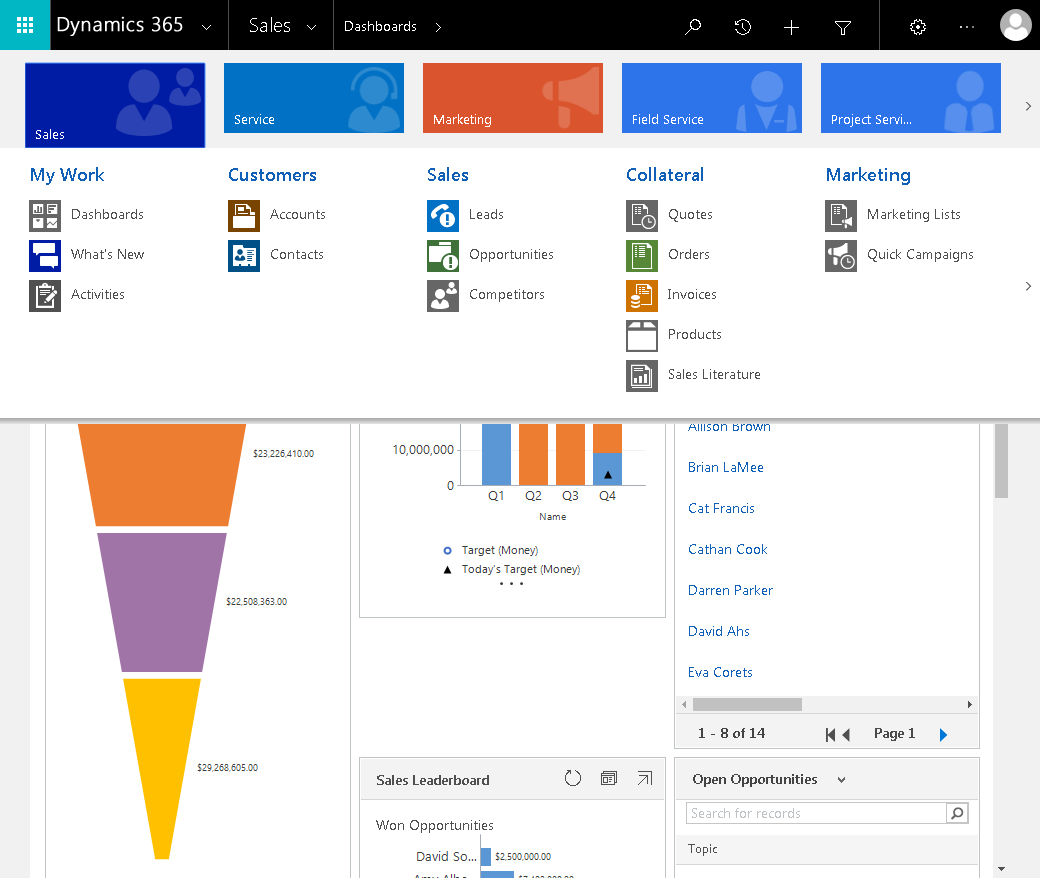 Dynamics 365 Sales Dashboards
Sales
Service
Marketing
Field Service
Project Servi...
My Work
Dashboards
What's New
Activities
Customers
Accounts
Contacts
Sales
Leads
Opportunities
Competitors
Collateral
Quotes
Orders
Invoices
Products
Sales Literature
Marketing
Marketing Lists
Quick Campaigns
$23,226,410.00
$22,508,363.00
$29,268,605.00
10,000,000
0
Q1 Q2 Q3 Q4
Name
Target (Money)
Today's Target (Money)
Allison Brown
Brian LaMee
Cat Francis
Cathan Cook
Darren Parker
David Ahs
Eva Corets
1 - 8 of 14 Page 1
Sales Leaderboard
Won Opportunities
David So... $2,500,000.00
Open Opportunities
Search for records
Topic